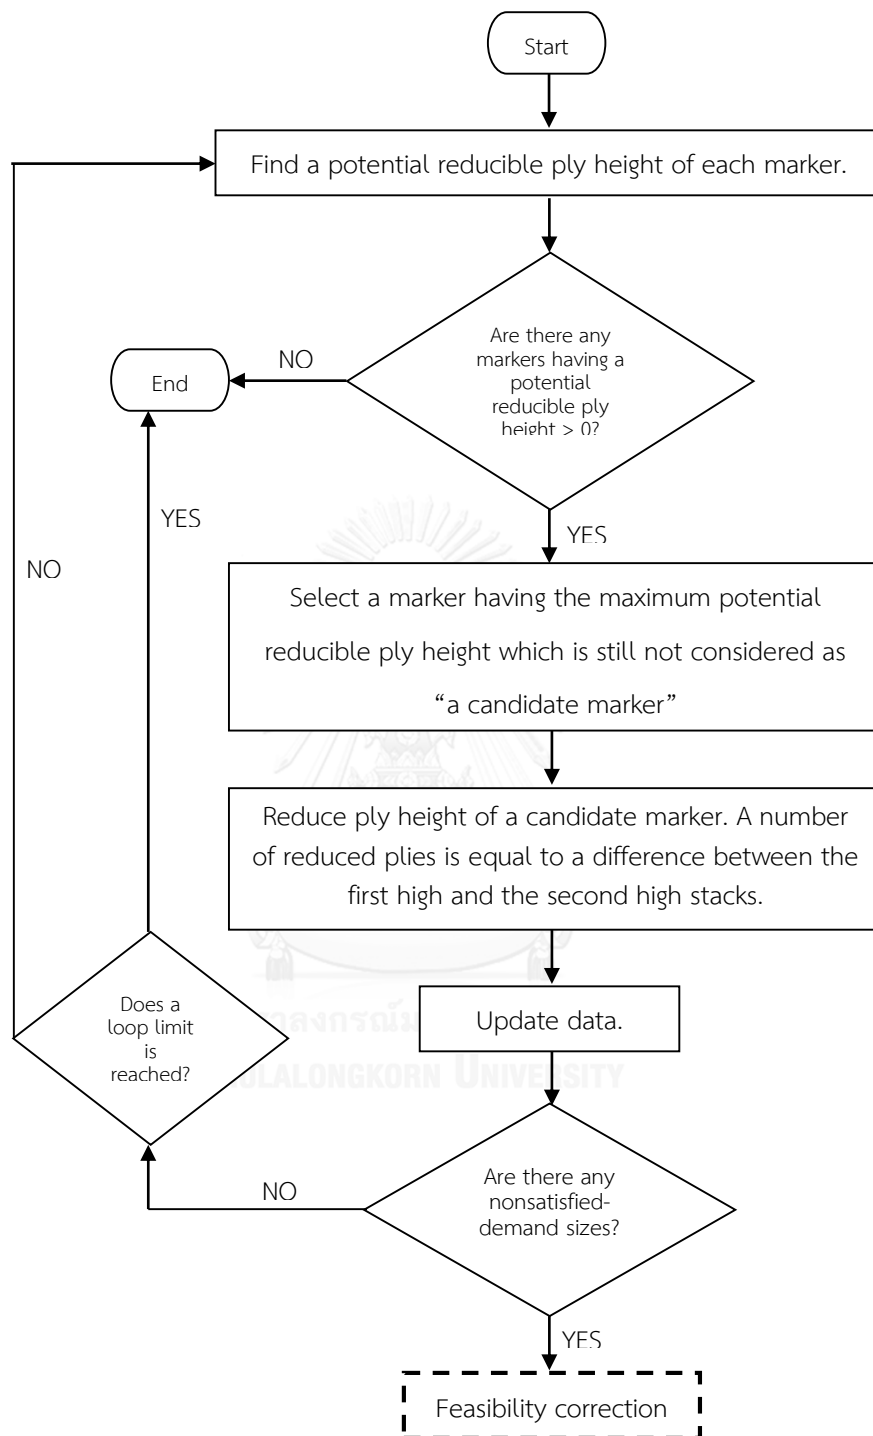 Start
Find a potential reducible ply height of each marker.
Are there any
markers having a
potential
reducible ply
height > 0?
NO
End
YES
YES
NO
Select a marker having the maximum potential
reducible ply height which is still not considered as
“a candidate marker”
Reduce ply height of a candidate marker. A number
of reduced plies is equal to a difference between the
first high and the second high stacks.
Does a
loop limit
is
reached?
Update data.
UNIVERSITY
Are there any
nonsatisfied-
demand sizes?
NO
YES
Feasibility correction